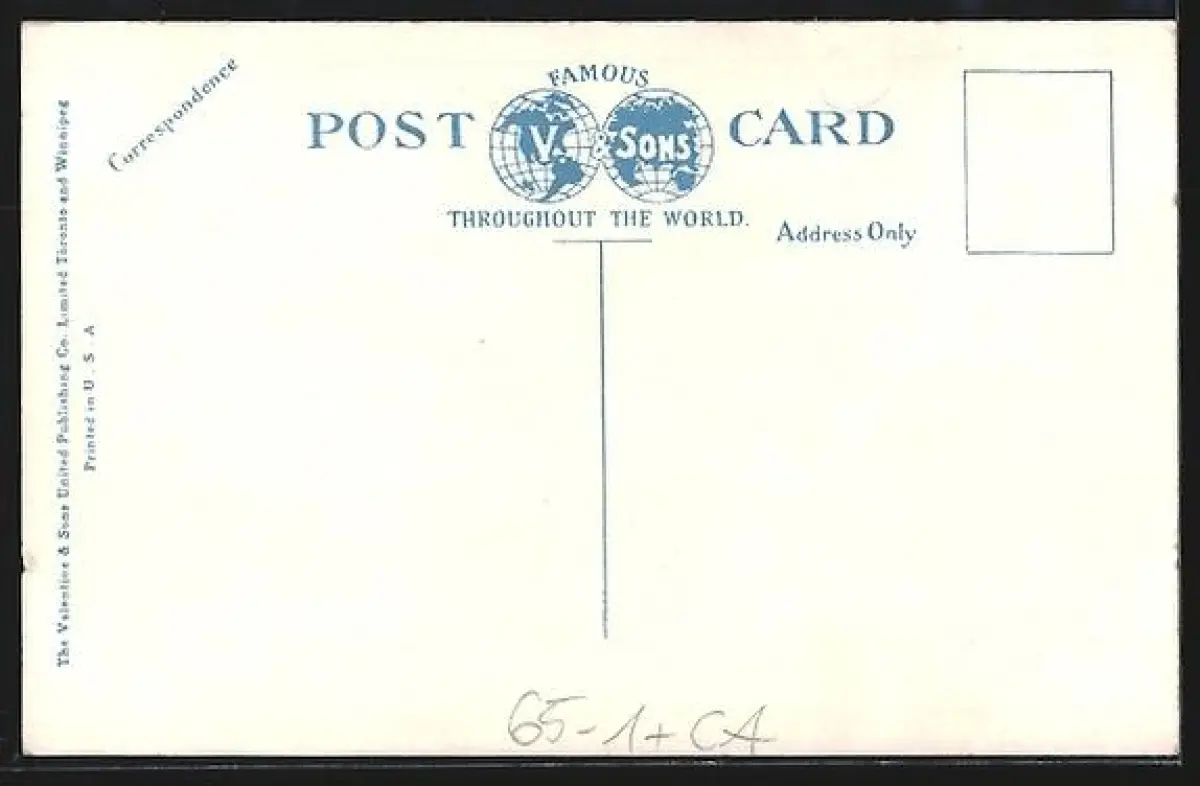 FAMOUS
POST V. & SONS CARD
THROUGHOUT THE WORLD.
Correspondence
Address Only
The Valentine & Sons United Publishing Co. Limited Thronto and Winnipeg
Printed in U. S. A
65-1+ CA